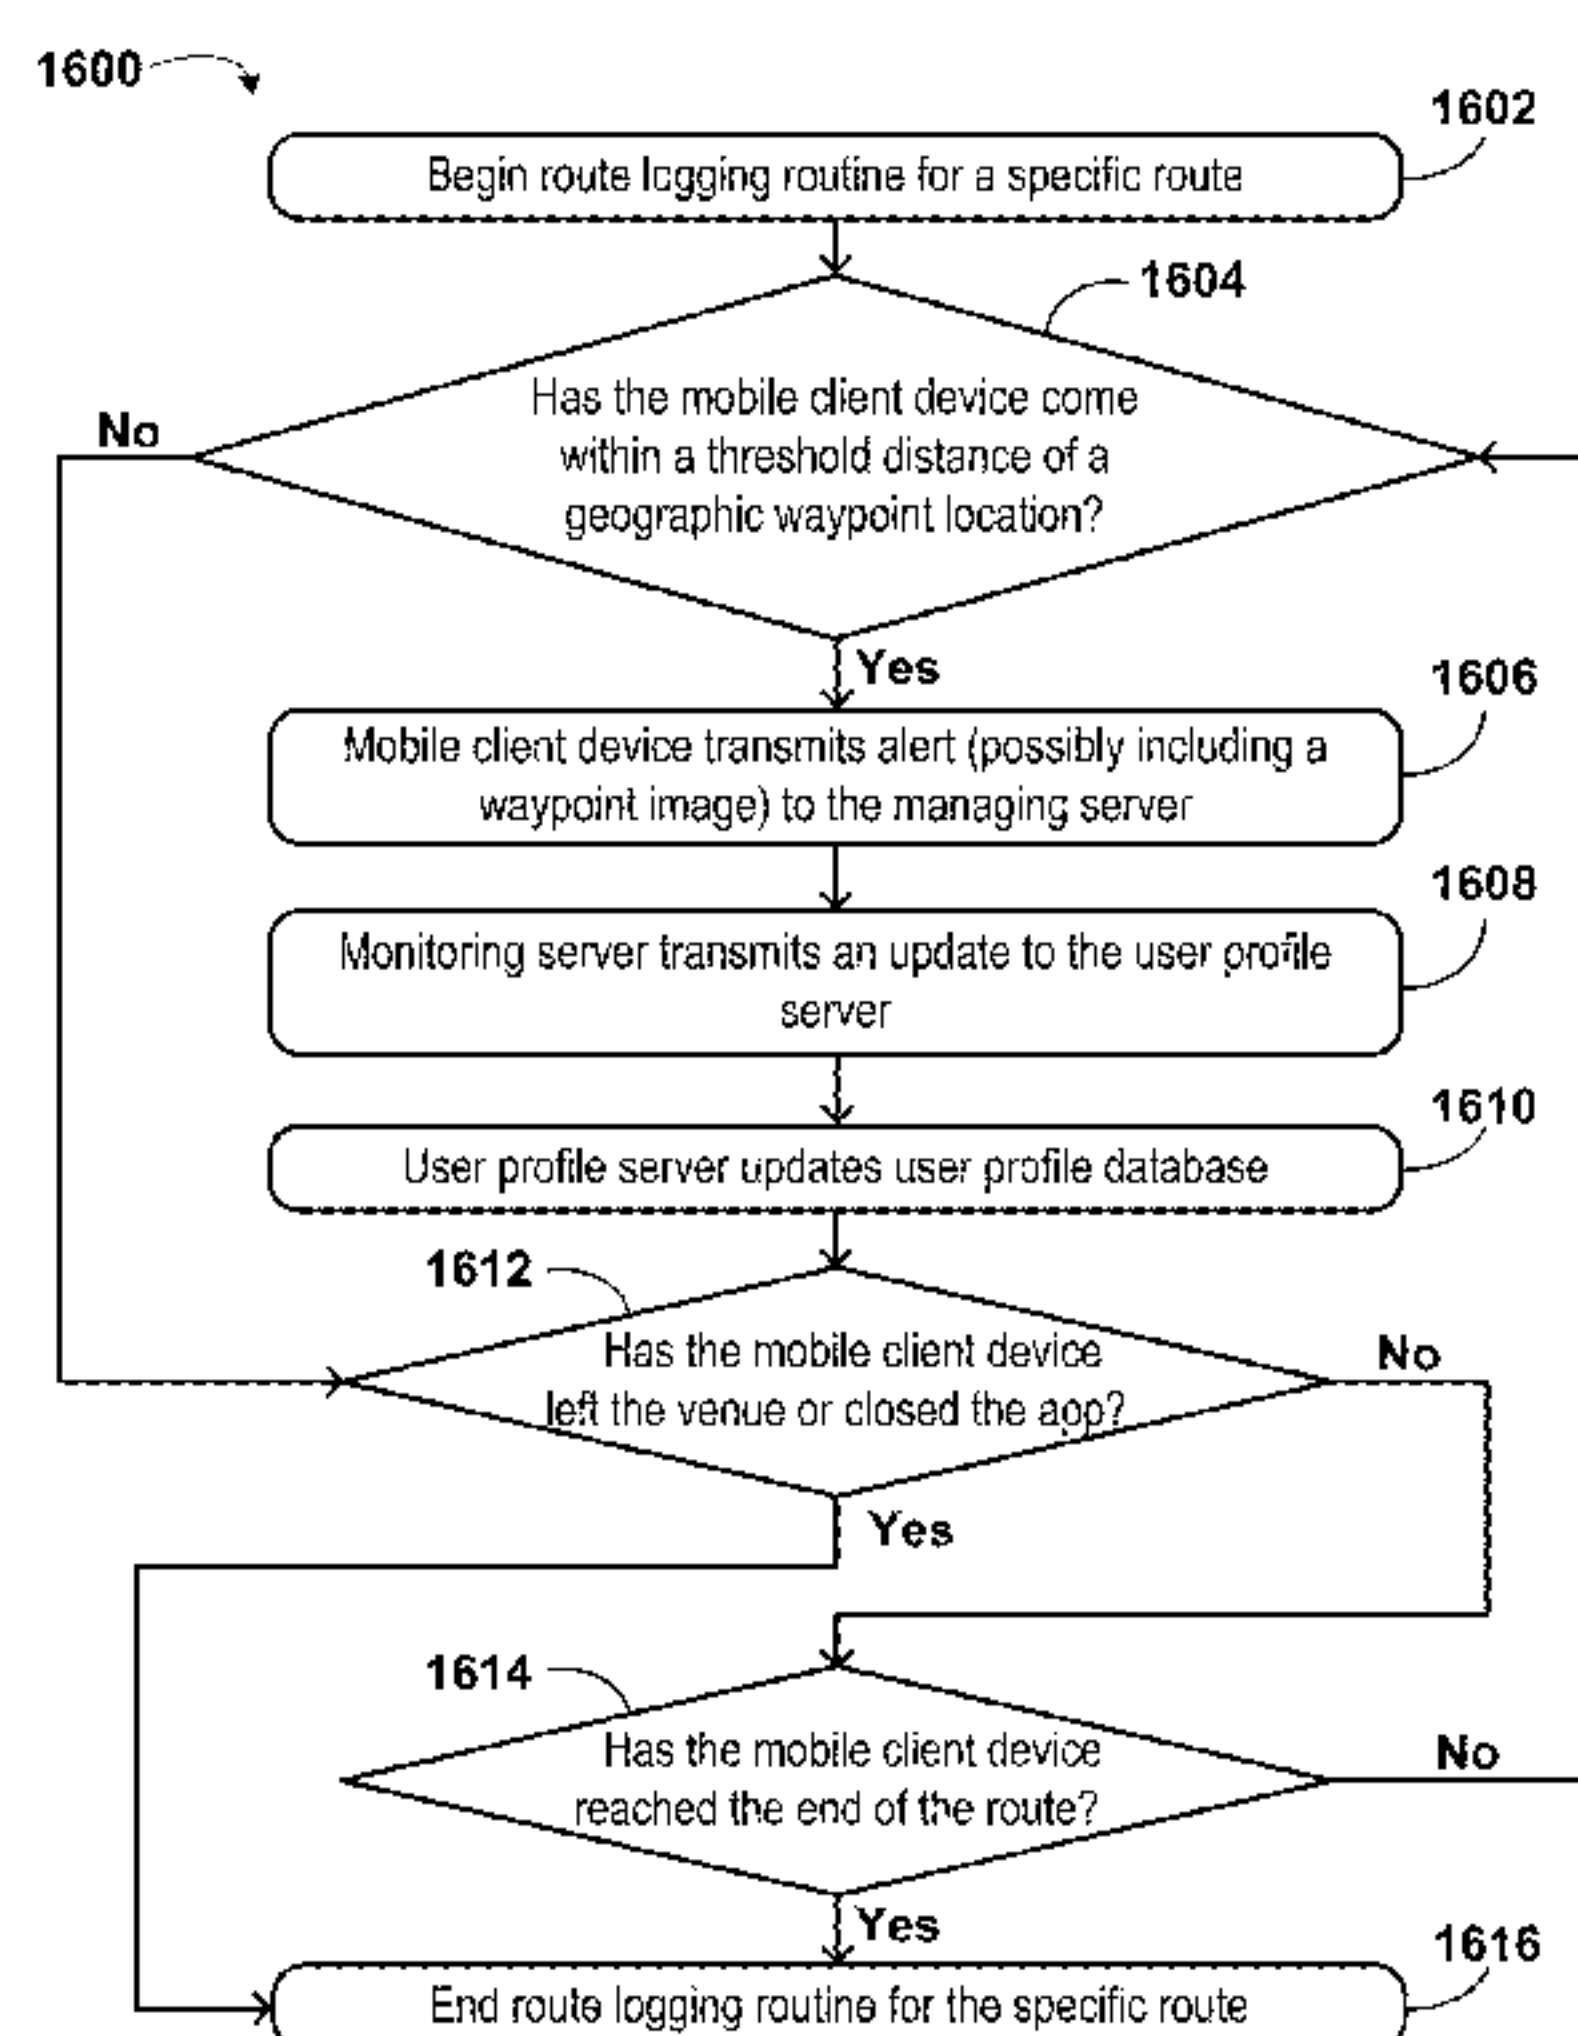 1600
1602
Begin route logging routine for a specific route
1604
Has the mobile client device come
within a threshold distance of a
geographic waypoint location?
No
Yes
1606
Mobile client device transmits alert (possibly including a
waypoint image) to the managing server
1608
Monitoring server transmits an update to the user profile
server
1610
User profile server updates user profile database
1612
Has the mobile client device
left the venue or closed the app?
No
Yes
1614
Has the mobile client device
reached the end of the route?
No
Yes
1616
End route logging routine for the specific route